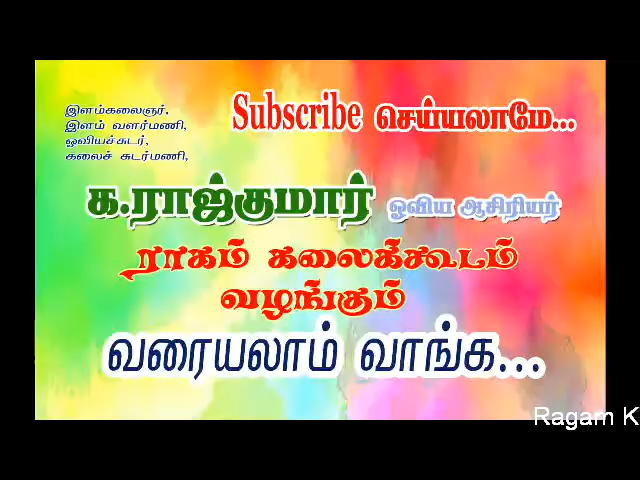 இளம்கலைஞர்,
இளம் வளர்மணி,
ஓவியச்சுடர்,
கலைச் சுடர்மணி,
Subscribe செய்யலாமே...
க.ராஜ்குமார் ஓவிய ஆசிரியர்
ராகம் கலைக்கூடம்
வழங்கும்
வரையலாம் வாங்க...
Ragam K